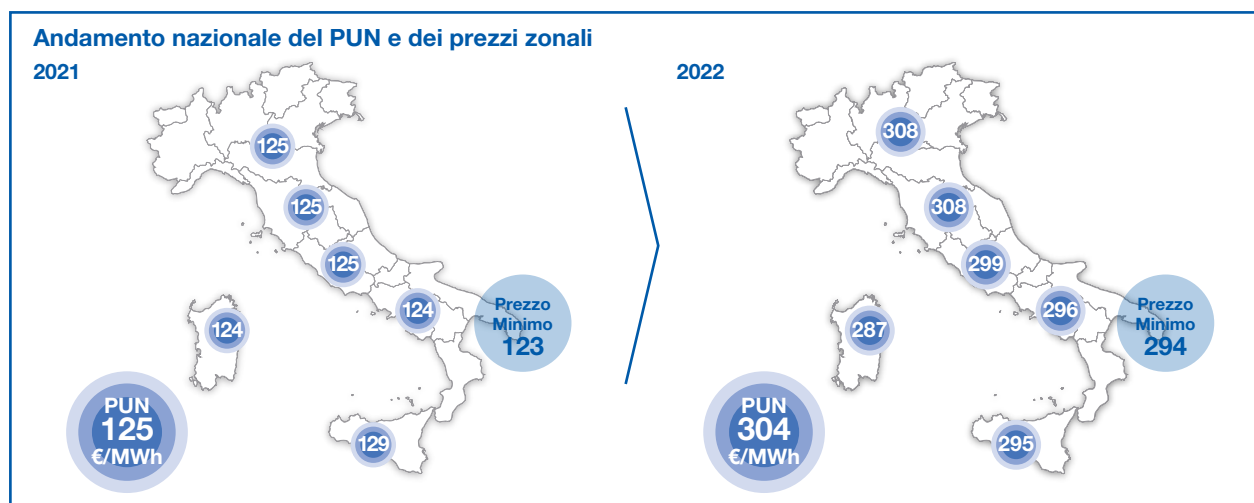 Andamento nazionale del PUN e dei prezzi zonali
2021
125
125
125
124
124
Prezzo
Minimo
123
PUN
125
€/MWh
129
2022
308
308
299
296
287
Prezzo
Minimo
294
PUN
304
€/MWh
295